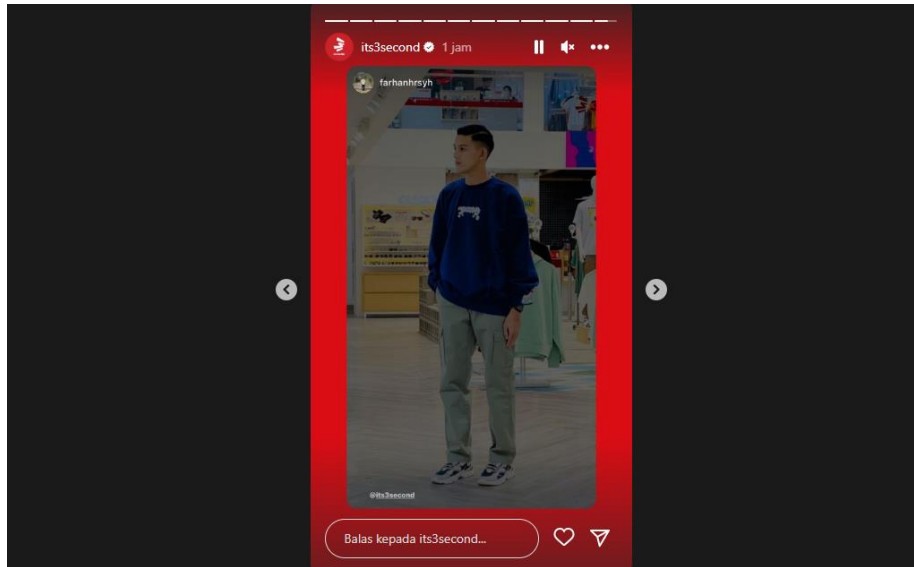 its3second 1 jam
farhanhrsyh
@its3second
Balas kepada its3second...